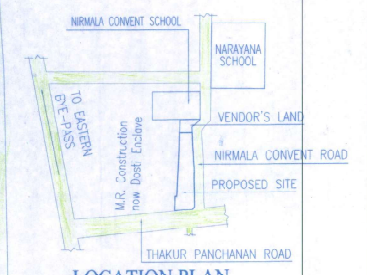 NIRMALA CONVENT SCHOOL
NARAYANA
SCHOOL
TO EASTERN
BYE-PASS
M.R. Construction
now Dosti Enclave
VENDOR'S LAND
NIRMALA CONVENT ROAD
PROPOSED SITE
THAKUR PANCHANAN ROAD
LOCATION PLAN